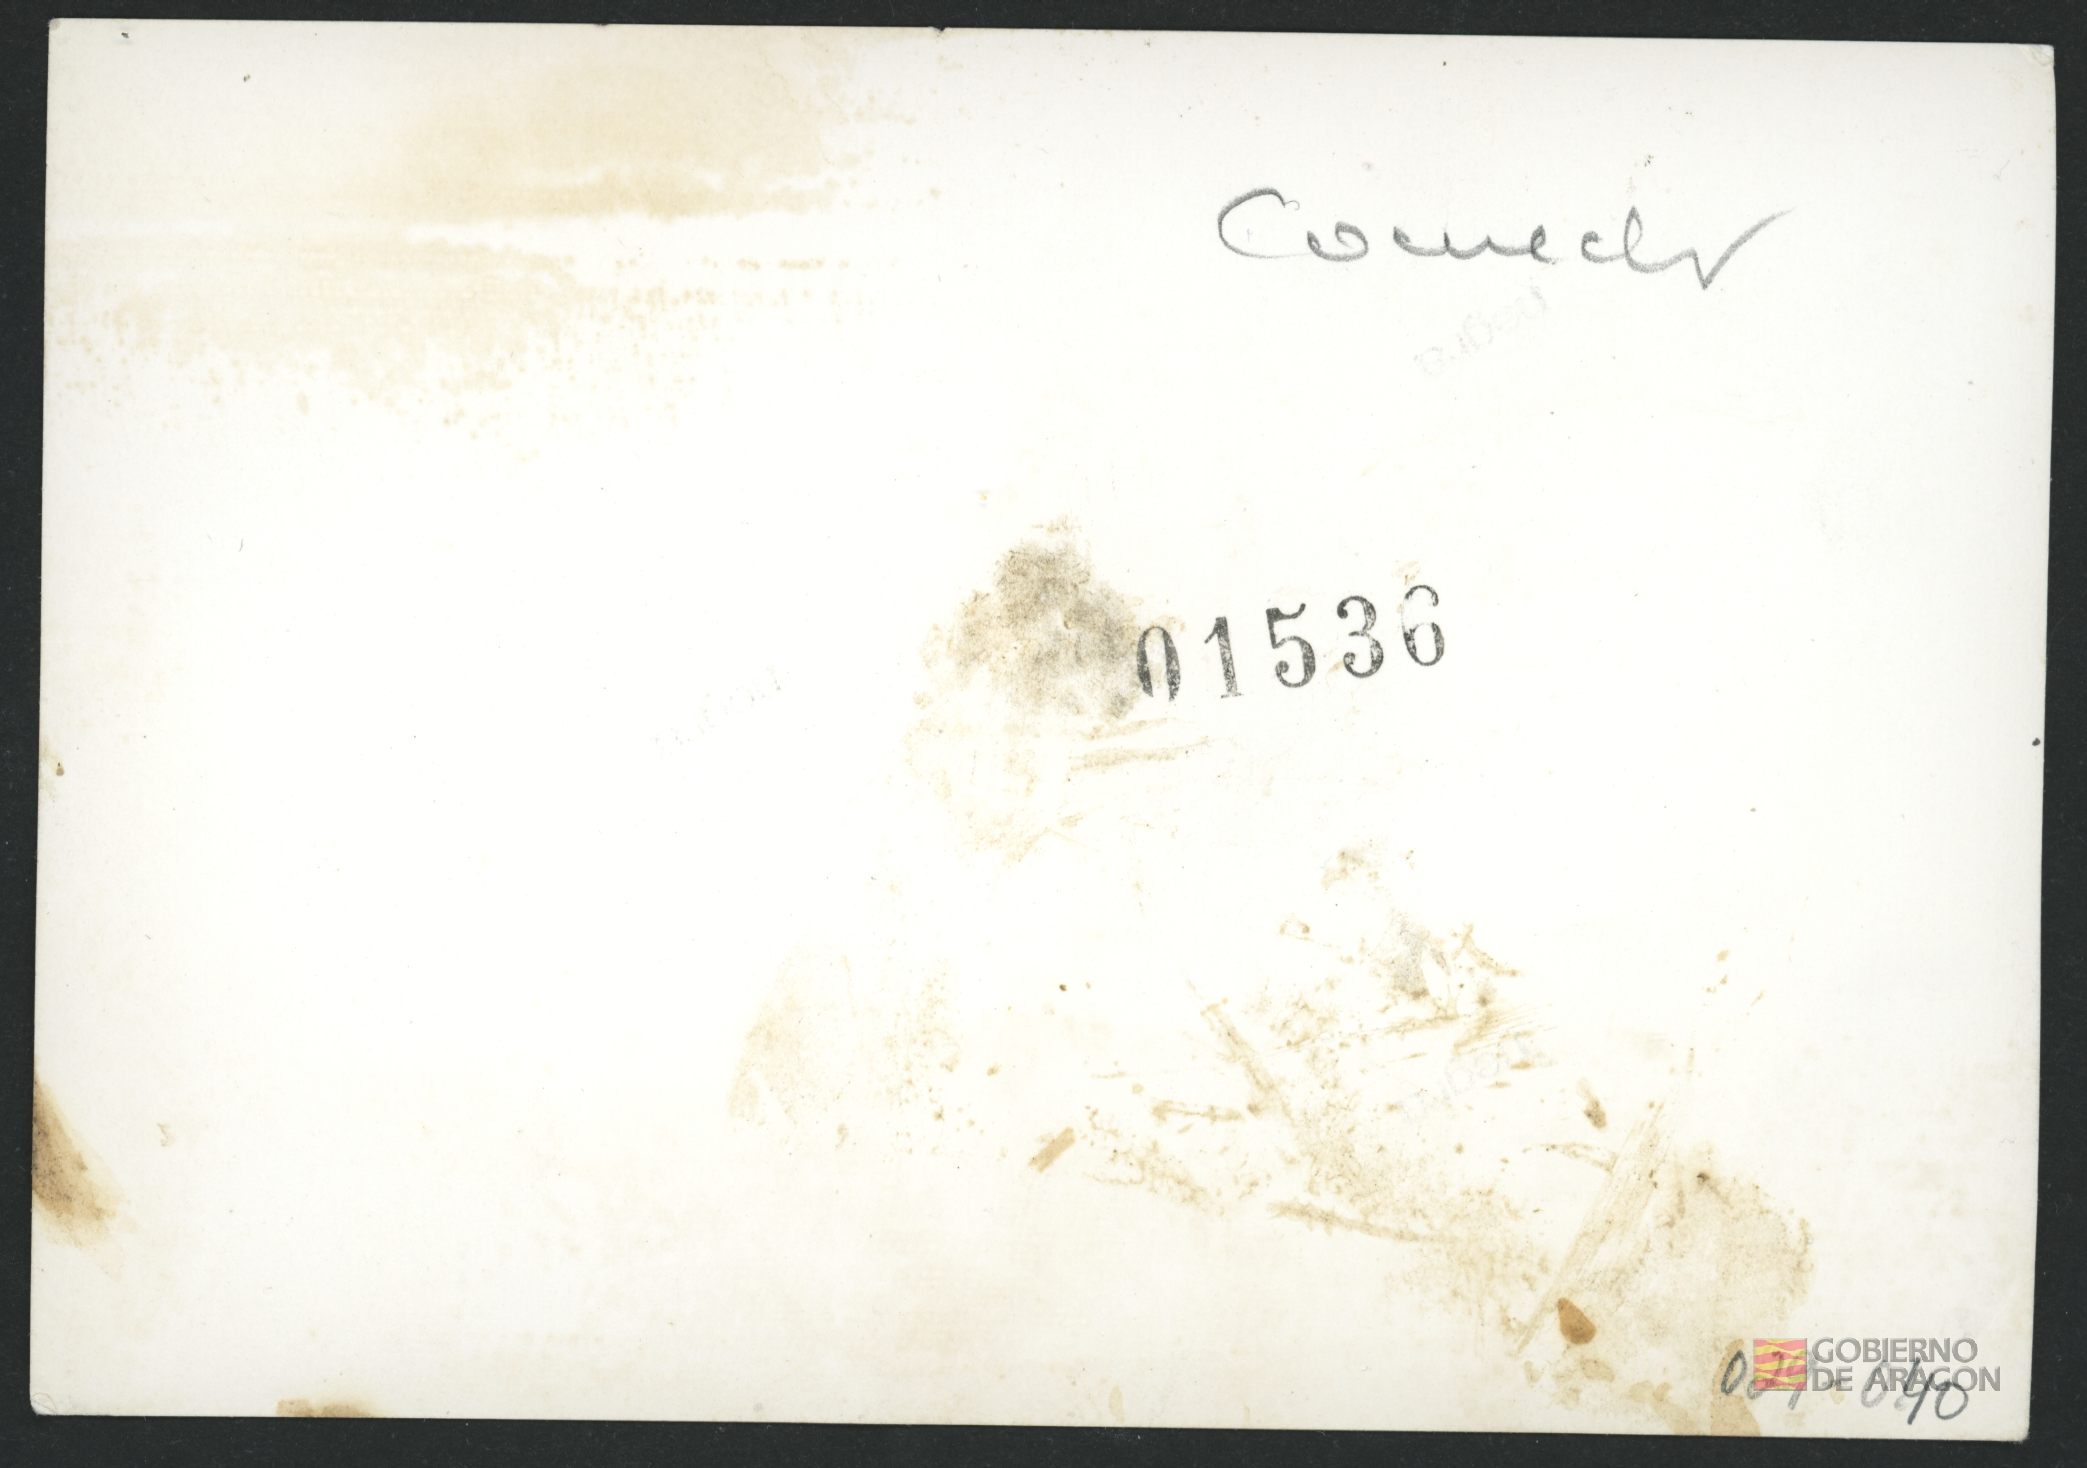 Comedor
01536
GOBIERNO
DE ARAGON